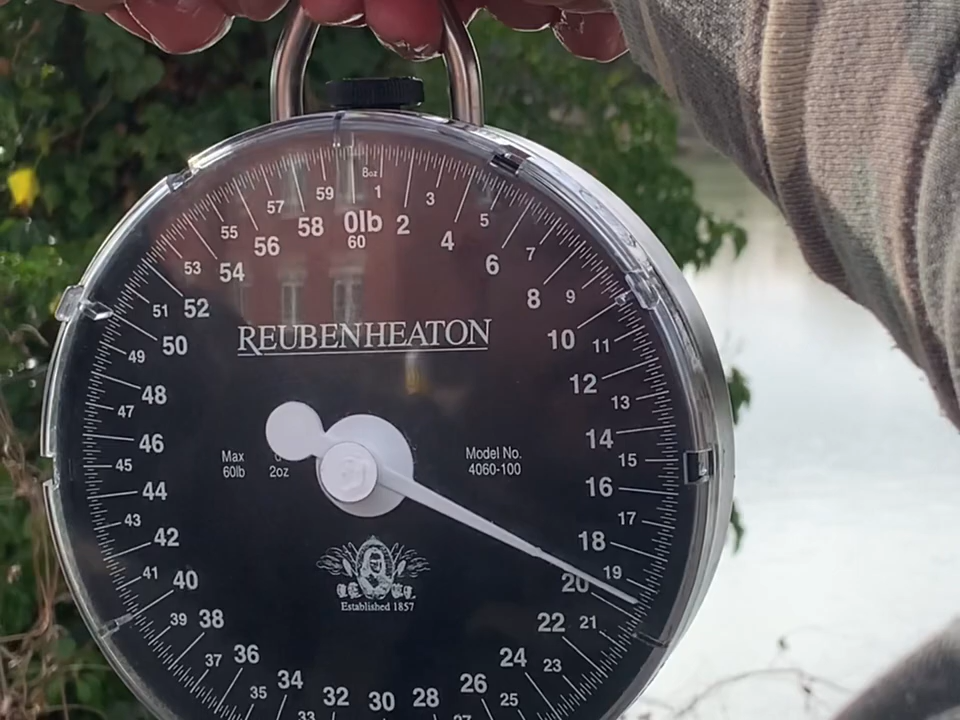 8oz
59 1
57 58 0lb 2 3
55 56 60 4 5
53 54 6 7
51 52 8 9
50 REUBENHEATON 10 11
49 12
48 13
47 14
46 Max Model No. 15
45 60lb 2oz 4060-100 16
44 17
43 18
42 19
41 40 20
Established 1857
39 38 22 21
37 36 24 23
35 34 32 30 28 26 25
33 27